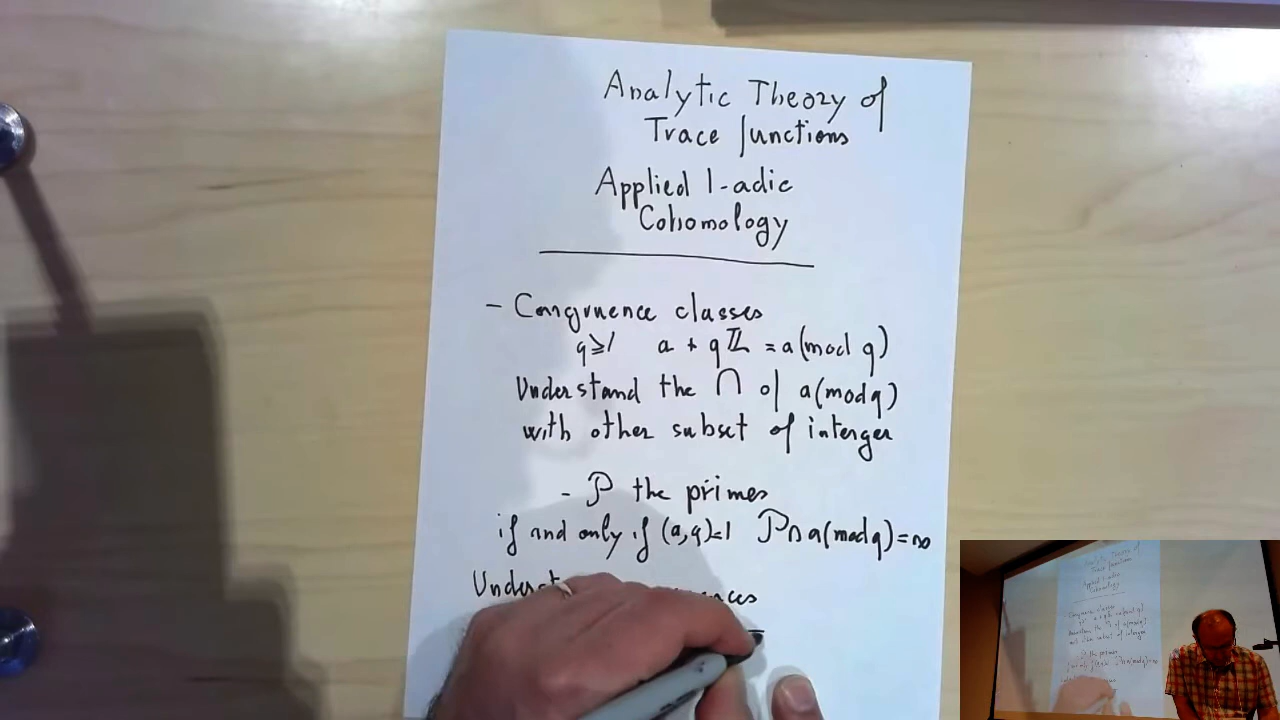 Analytic Theory of
Trace functions
Applied l-adic
Cohomology
- Congruence classes
q ≥ 1 a + qℤ = a(mod q)
Understand the ∩ of a(mod q)
with other subset of interger
- P the primes
if and only if (a,q)=1 P∩a(mod q)=∞